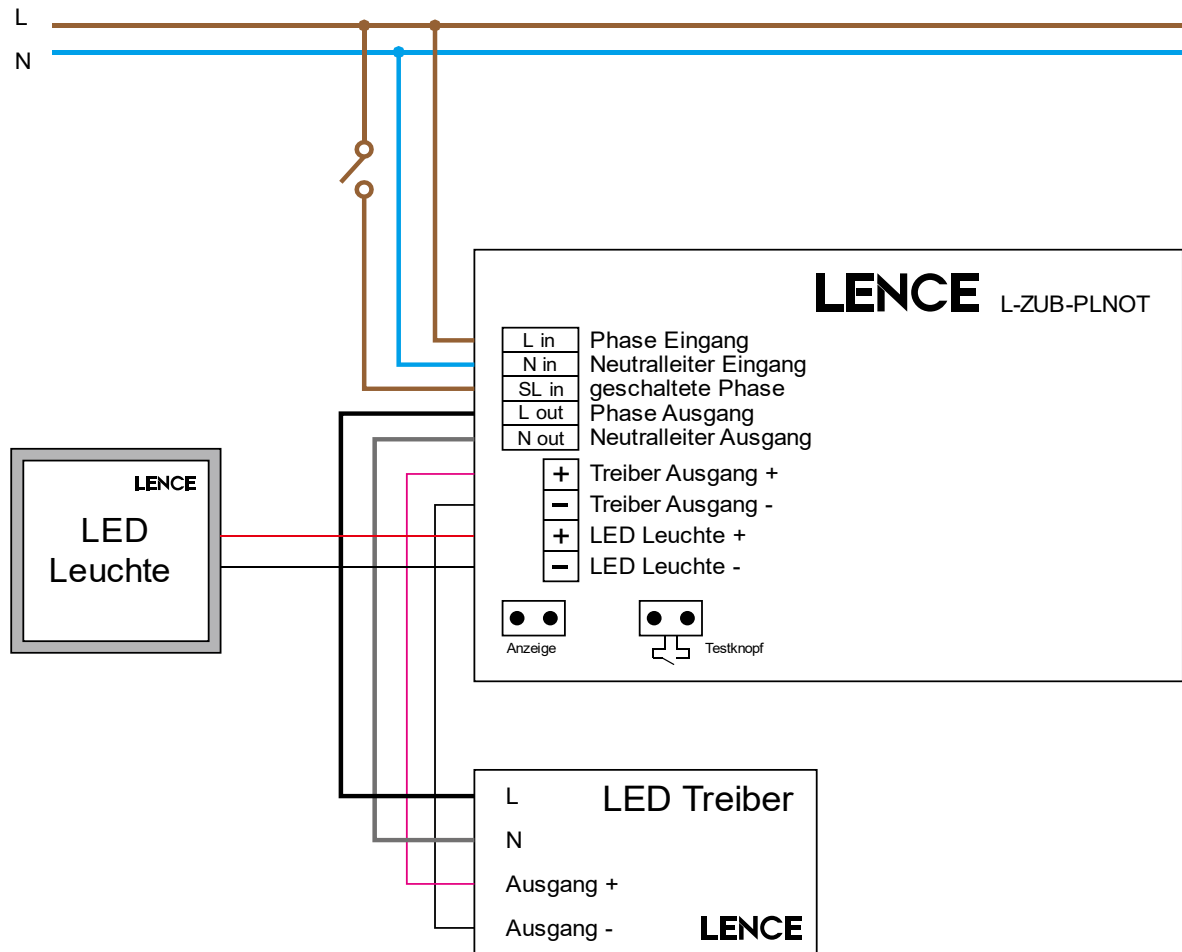 L
N
LENCE L-ZUB-PLNOT
L in Phase Eingang
N in Neutralleiter Eingang
SL in geschaltete Phase
L out Phase Ausgang
N out Neutralleiter Ausgang
+ Treiber Ausgang +
- Treiber Ausgang -
+ LED Leuchte +
- LED Leuchte -
Anzeige
Testknopf
LENCE
LED
Leuchte
L
LED Treiber
N
Ausgang +
Ausgang -
LENCE